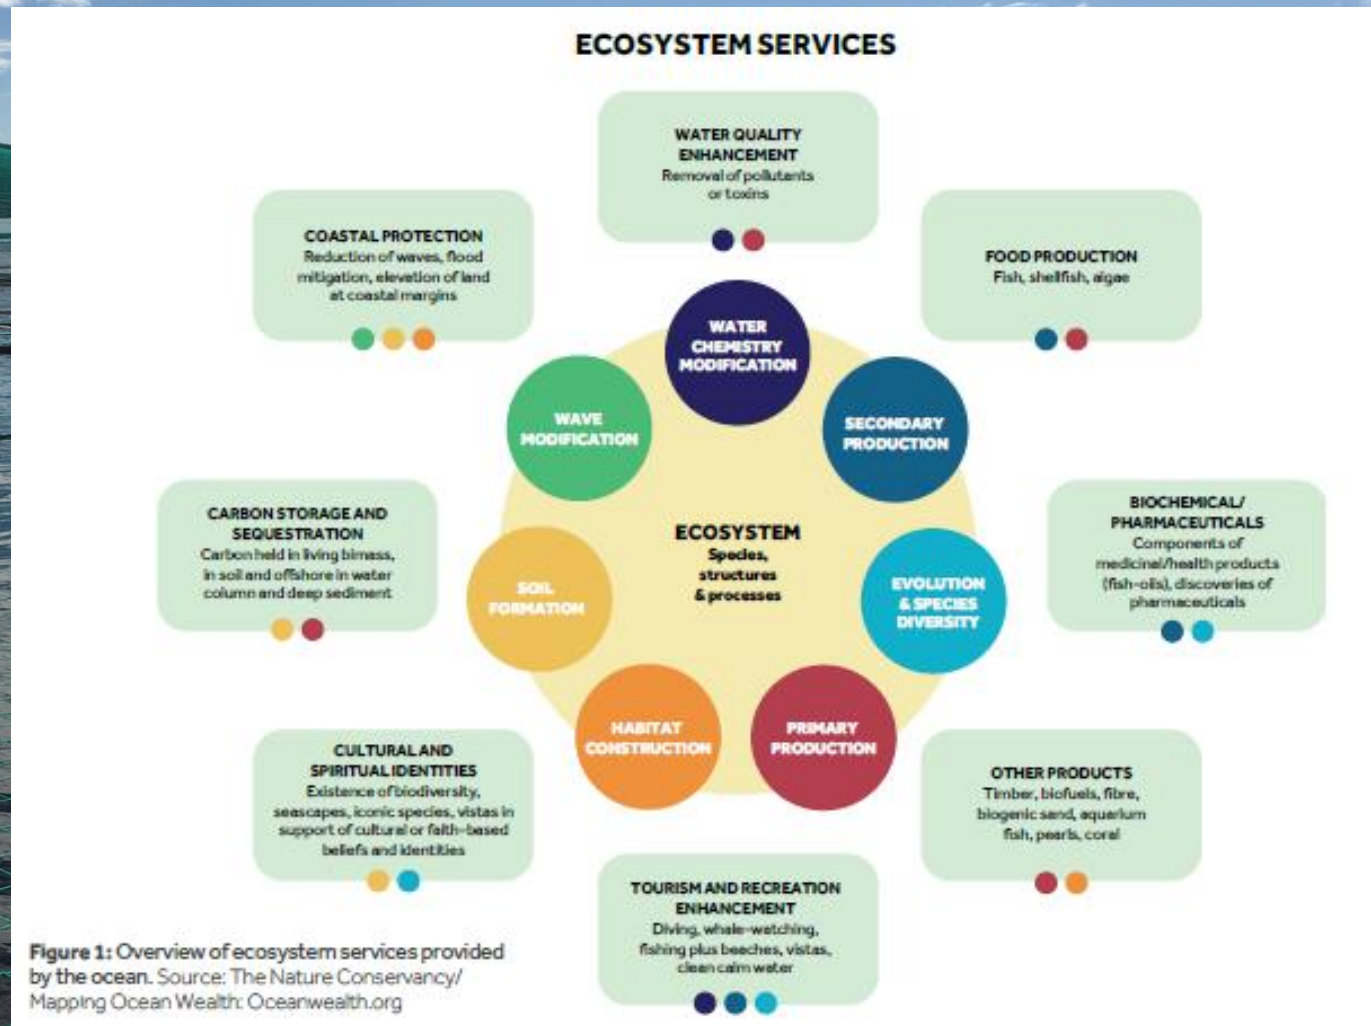 ECOSYSTEM SERVICES
WATER QUALITY
ENHANCEMENT
Removal of pollutants
or toxins
COASTAL PROTECTION
Reduction of waves, flood
mitigation, elevation of land
at coastal margins
FOOD PRODUCTION
Fish, shellfish, algae
WATER
CHEMISTRY
MODIFICATION
WAVE
MODIFICATION
SECONDARY
PRODUCTION
CARBON STORAGE AND
SEQUESTRATION
Carbon held in living bimass,
in soil and offshore in water
column and deep sediment
ECOSYSTEM
Species,
structures
& processes
BIOCHEMICAL/
PHARMACEUTICALS
Components of
medicinal/health products
(fish-oils), discoveries of
pharmaceuticals
SOIL
FORMATION
EVOLUTION
& SPECIES
DIVERSITY
HABITAT
CONSTRUCTION
PRIMARY
PRODUCTION
CULTURAL AND
SPIRITUAL IDENTITIES
Existence of biodiversity,
seascapes, iconic species, vistas in
support of cultural or faith-based
beliefs and identities
OTHER PRODUCTS
Timber, biofuels, fibre,
biogenic sand, aquarium
fish, pearls, coral
TOURISM AND RECREATION
ENHANCEMENT
Diving, whale-watching,
fishing plus beaches, vistas,
clean calm water
Figure 1: Overview of ecosystem services provided
by the ocean. Source: The Nature Conservancy/
Mapping Ocean Wealth: Oceanwealth.org